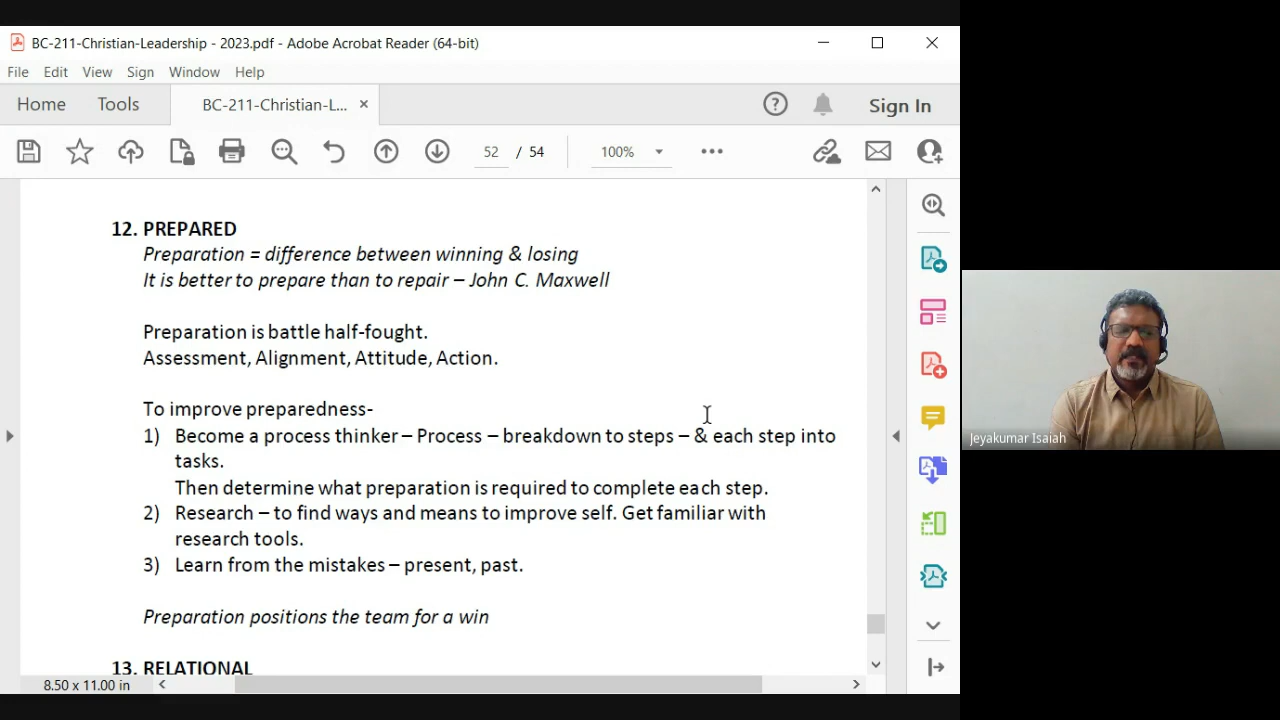 BC-211-Christian-Leadership - 2023.pdf - Adobe Acrobat Reader (64-bit)
File Edit View Sign Window Help
Home Tools BC-211-Christian-L... × Sign In
52 / 54 100%
12. PREPARED
Preparation = difference between winning & losing
It is better to prepare than to repair – John C. Maxwell
Preparation is battle half-fought.
Assessment, Alignment, Attitude, Action.
To improve preparedness-
1) Become a process thinker – Process – breakdown to steps – & each step into
tasks.
Then determine what preparation is required to complete each step.
2) Research – to find ways and means to improve self. Get familiar with
research tools.
3) Learn from the mistakes – present, past.
Preparation positions the team for a win
13. RELATIONAL
8.50 x 11.00 in
Jeyakumar Isaiah